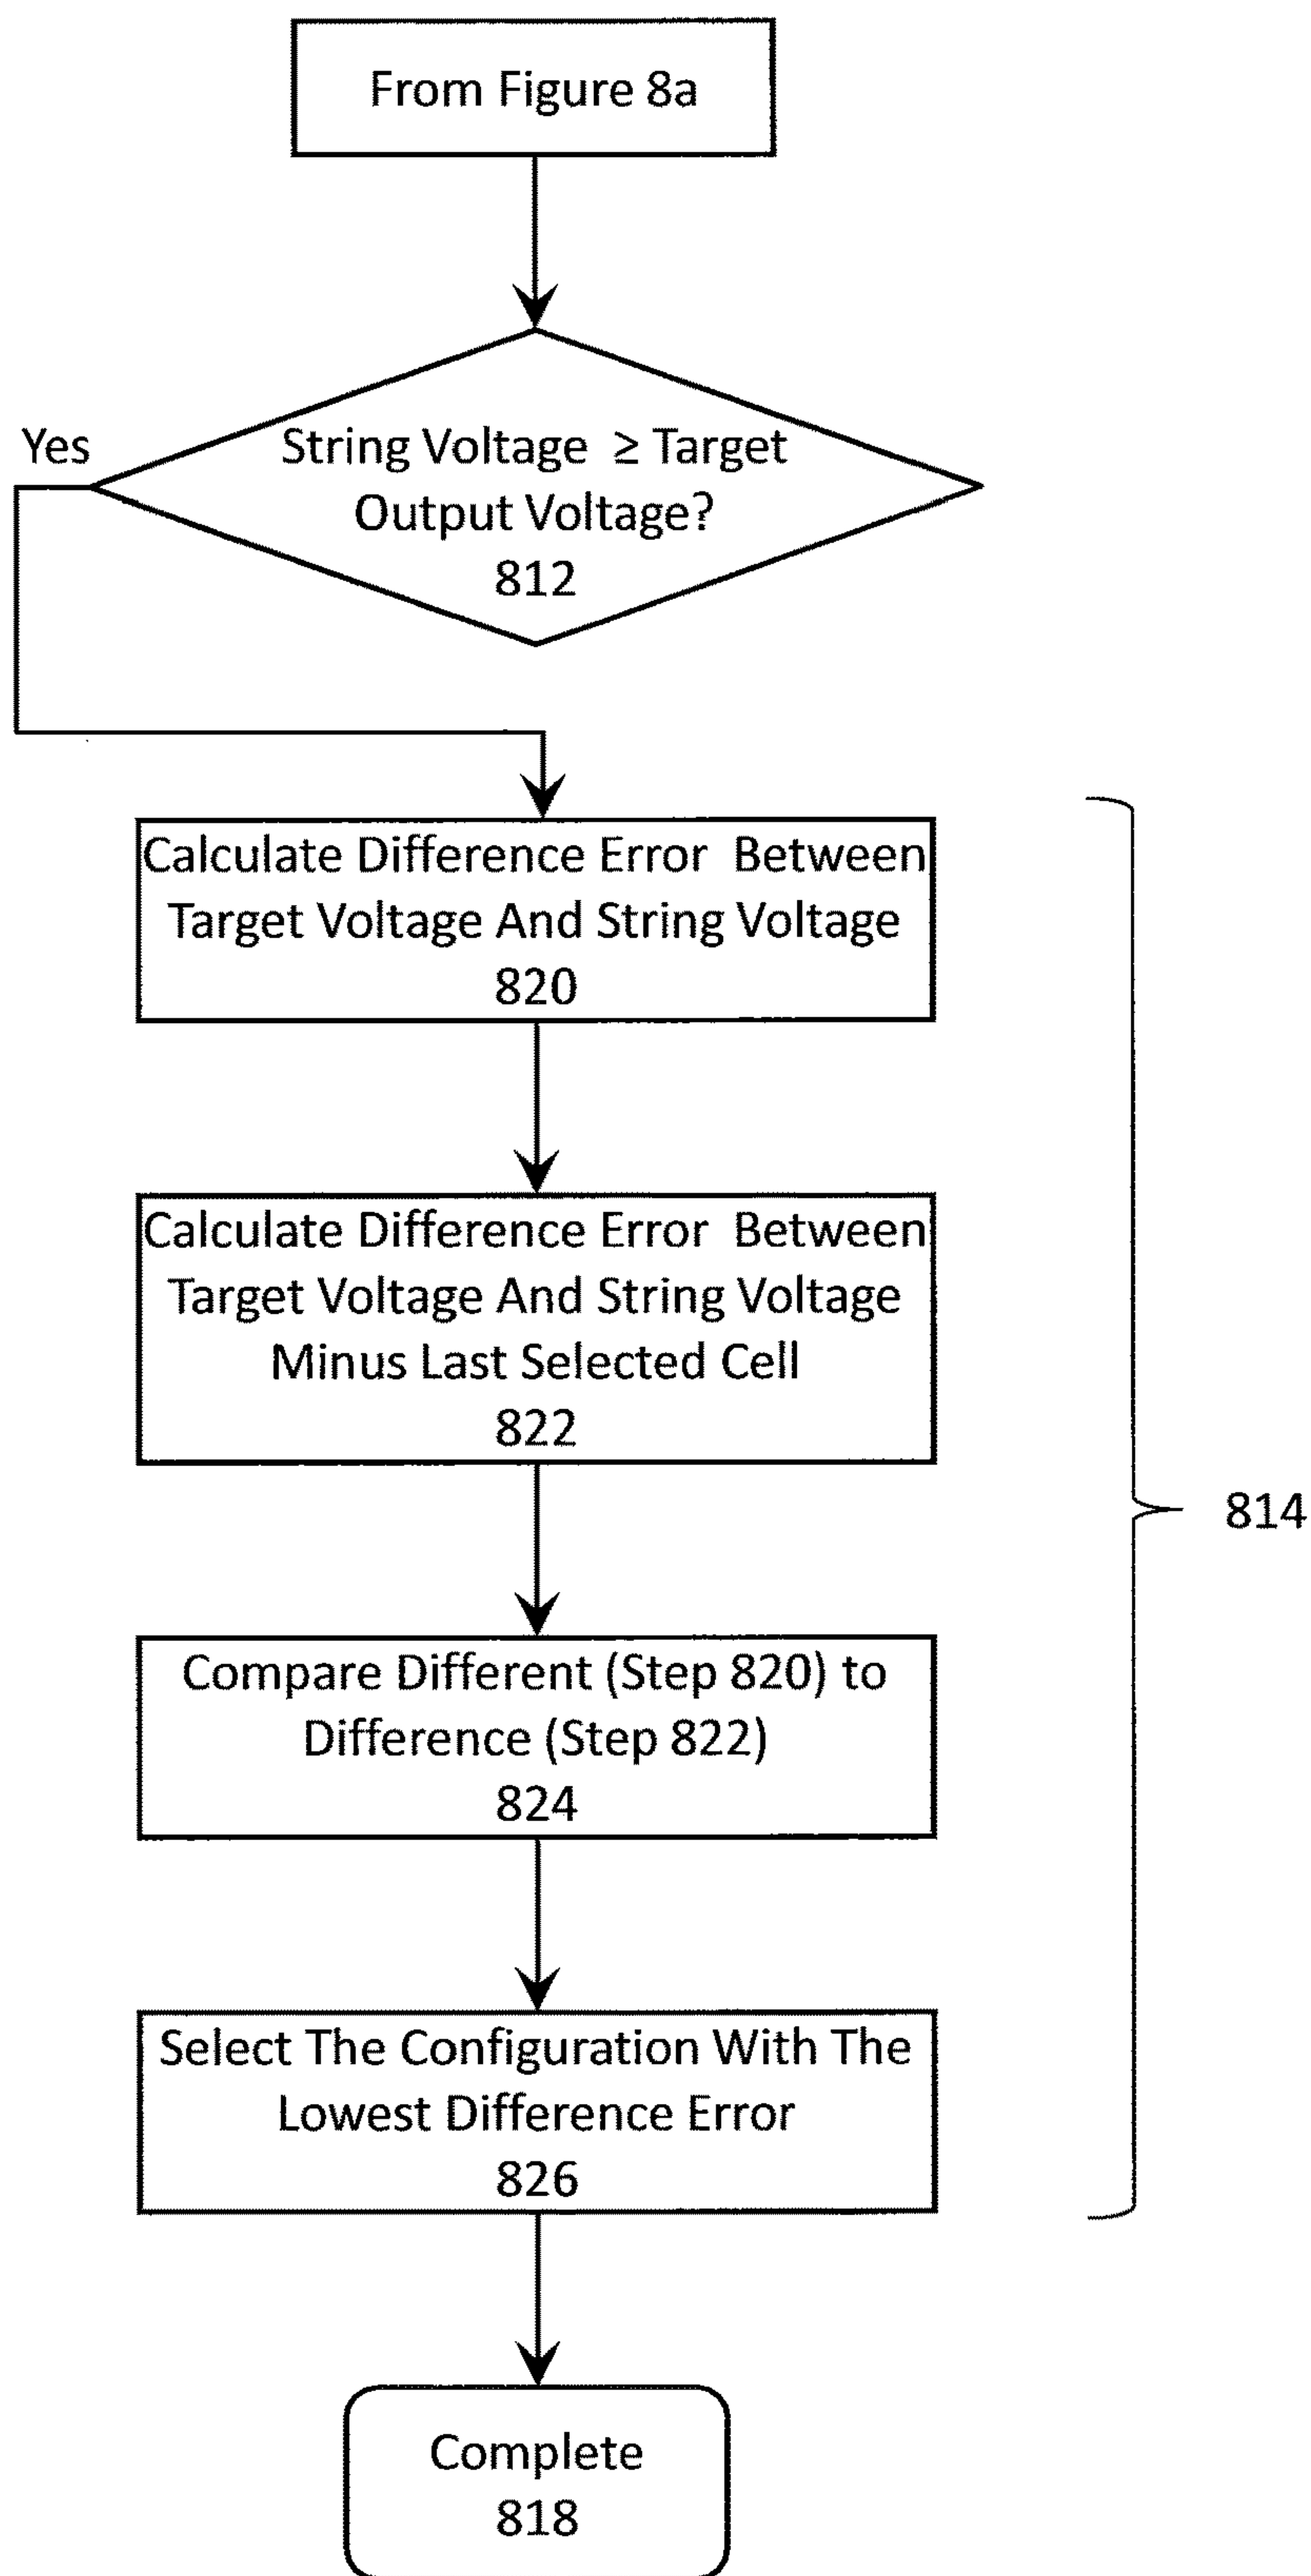 From Figure 8a
Yes
String Voltage ≥ Target
Output Voltage?
812
Calculate Difference Error Between
Target Voltage And String Voltage
820
Calculate Difference Error Between
Target Voltage And String Voltage
Minus Last Selected Cell
822
814
Compare Different (Step 820) to
Difference (Step 822)
824
Select The Configuration With The
Lowest Difference Error
826
Complete
818